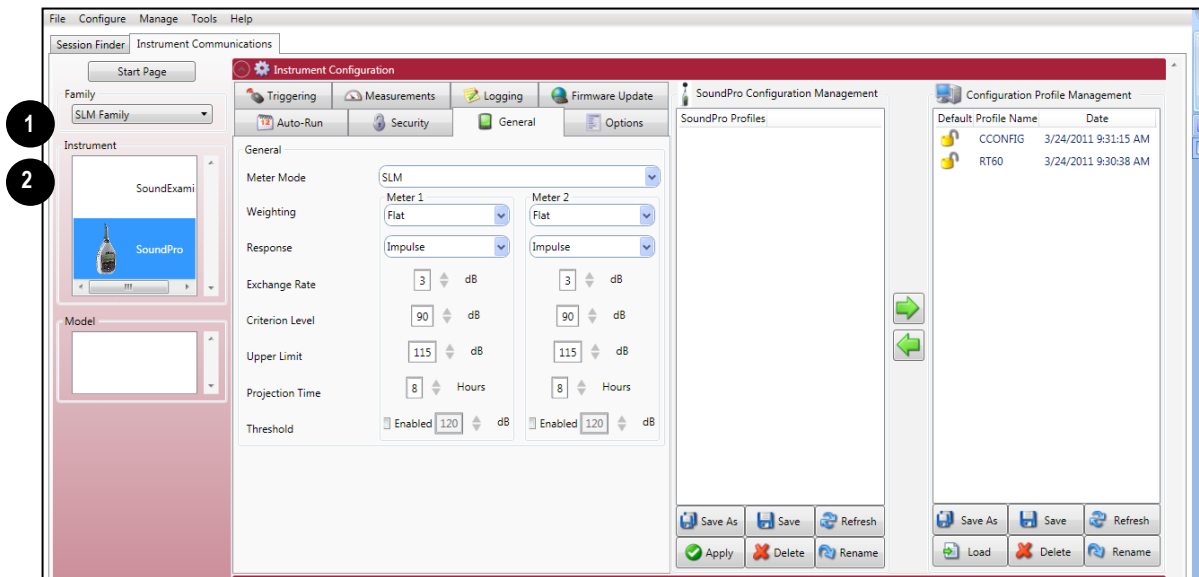 File Configure Manage Tools Help
Session Finder Instrument Communications
Start Page
Family
SLM Family
1
Instrument
2
SoundExami
SoundPro
Model
Instrument Configuration
Triggering Measurements Logging Firmware Update
12 Auto-Run Security General Options
General
Meter Mode SLM
Meter 1 Meter 2
Weighting Flat Flat
Response Impulse Impulse
Exchange Rate 3 dB 3 dB
Criterion Level 90 dB 90 dB
Upper Limit 115 dB 115 dB
Projection Time 8 Hours 8 Hours
Threshold Enabled 120 dB Enabled 120 dB
SoundPro Configuration Management
SoundPro Profiles
Save As Save Refresh
Apply Delete Rename
Configuration Profile Management
Default Profile Name Date
CCONFIG 3/24/2011 9:31:15 AM
RT60 3/24/2011 9:30:38 AM
Save As Save Refresh
Load Delete Rename